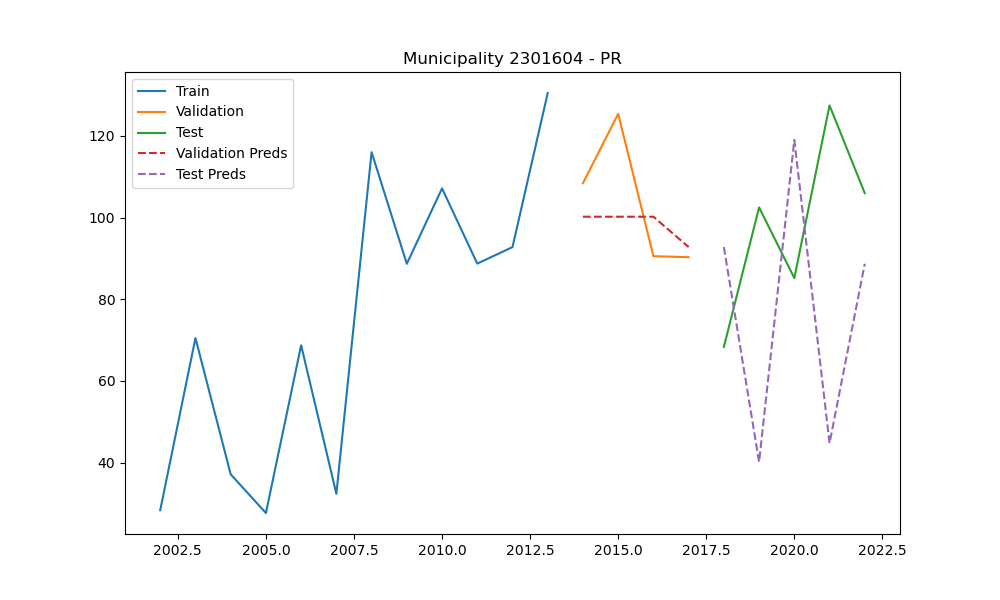 Municipality 2301604 - PR
Train
Validation
Test
Validation Preds
Test Preds
120
100
80
60
40
2002.5 2005.0 2007.5 2010.0 2012.5 2015.0 2017.5 2020.0 2022.5